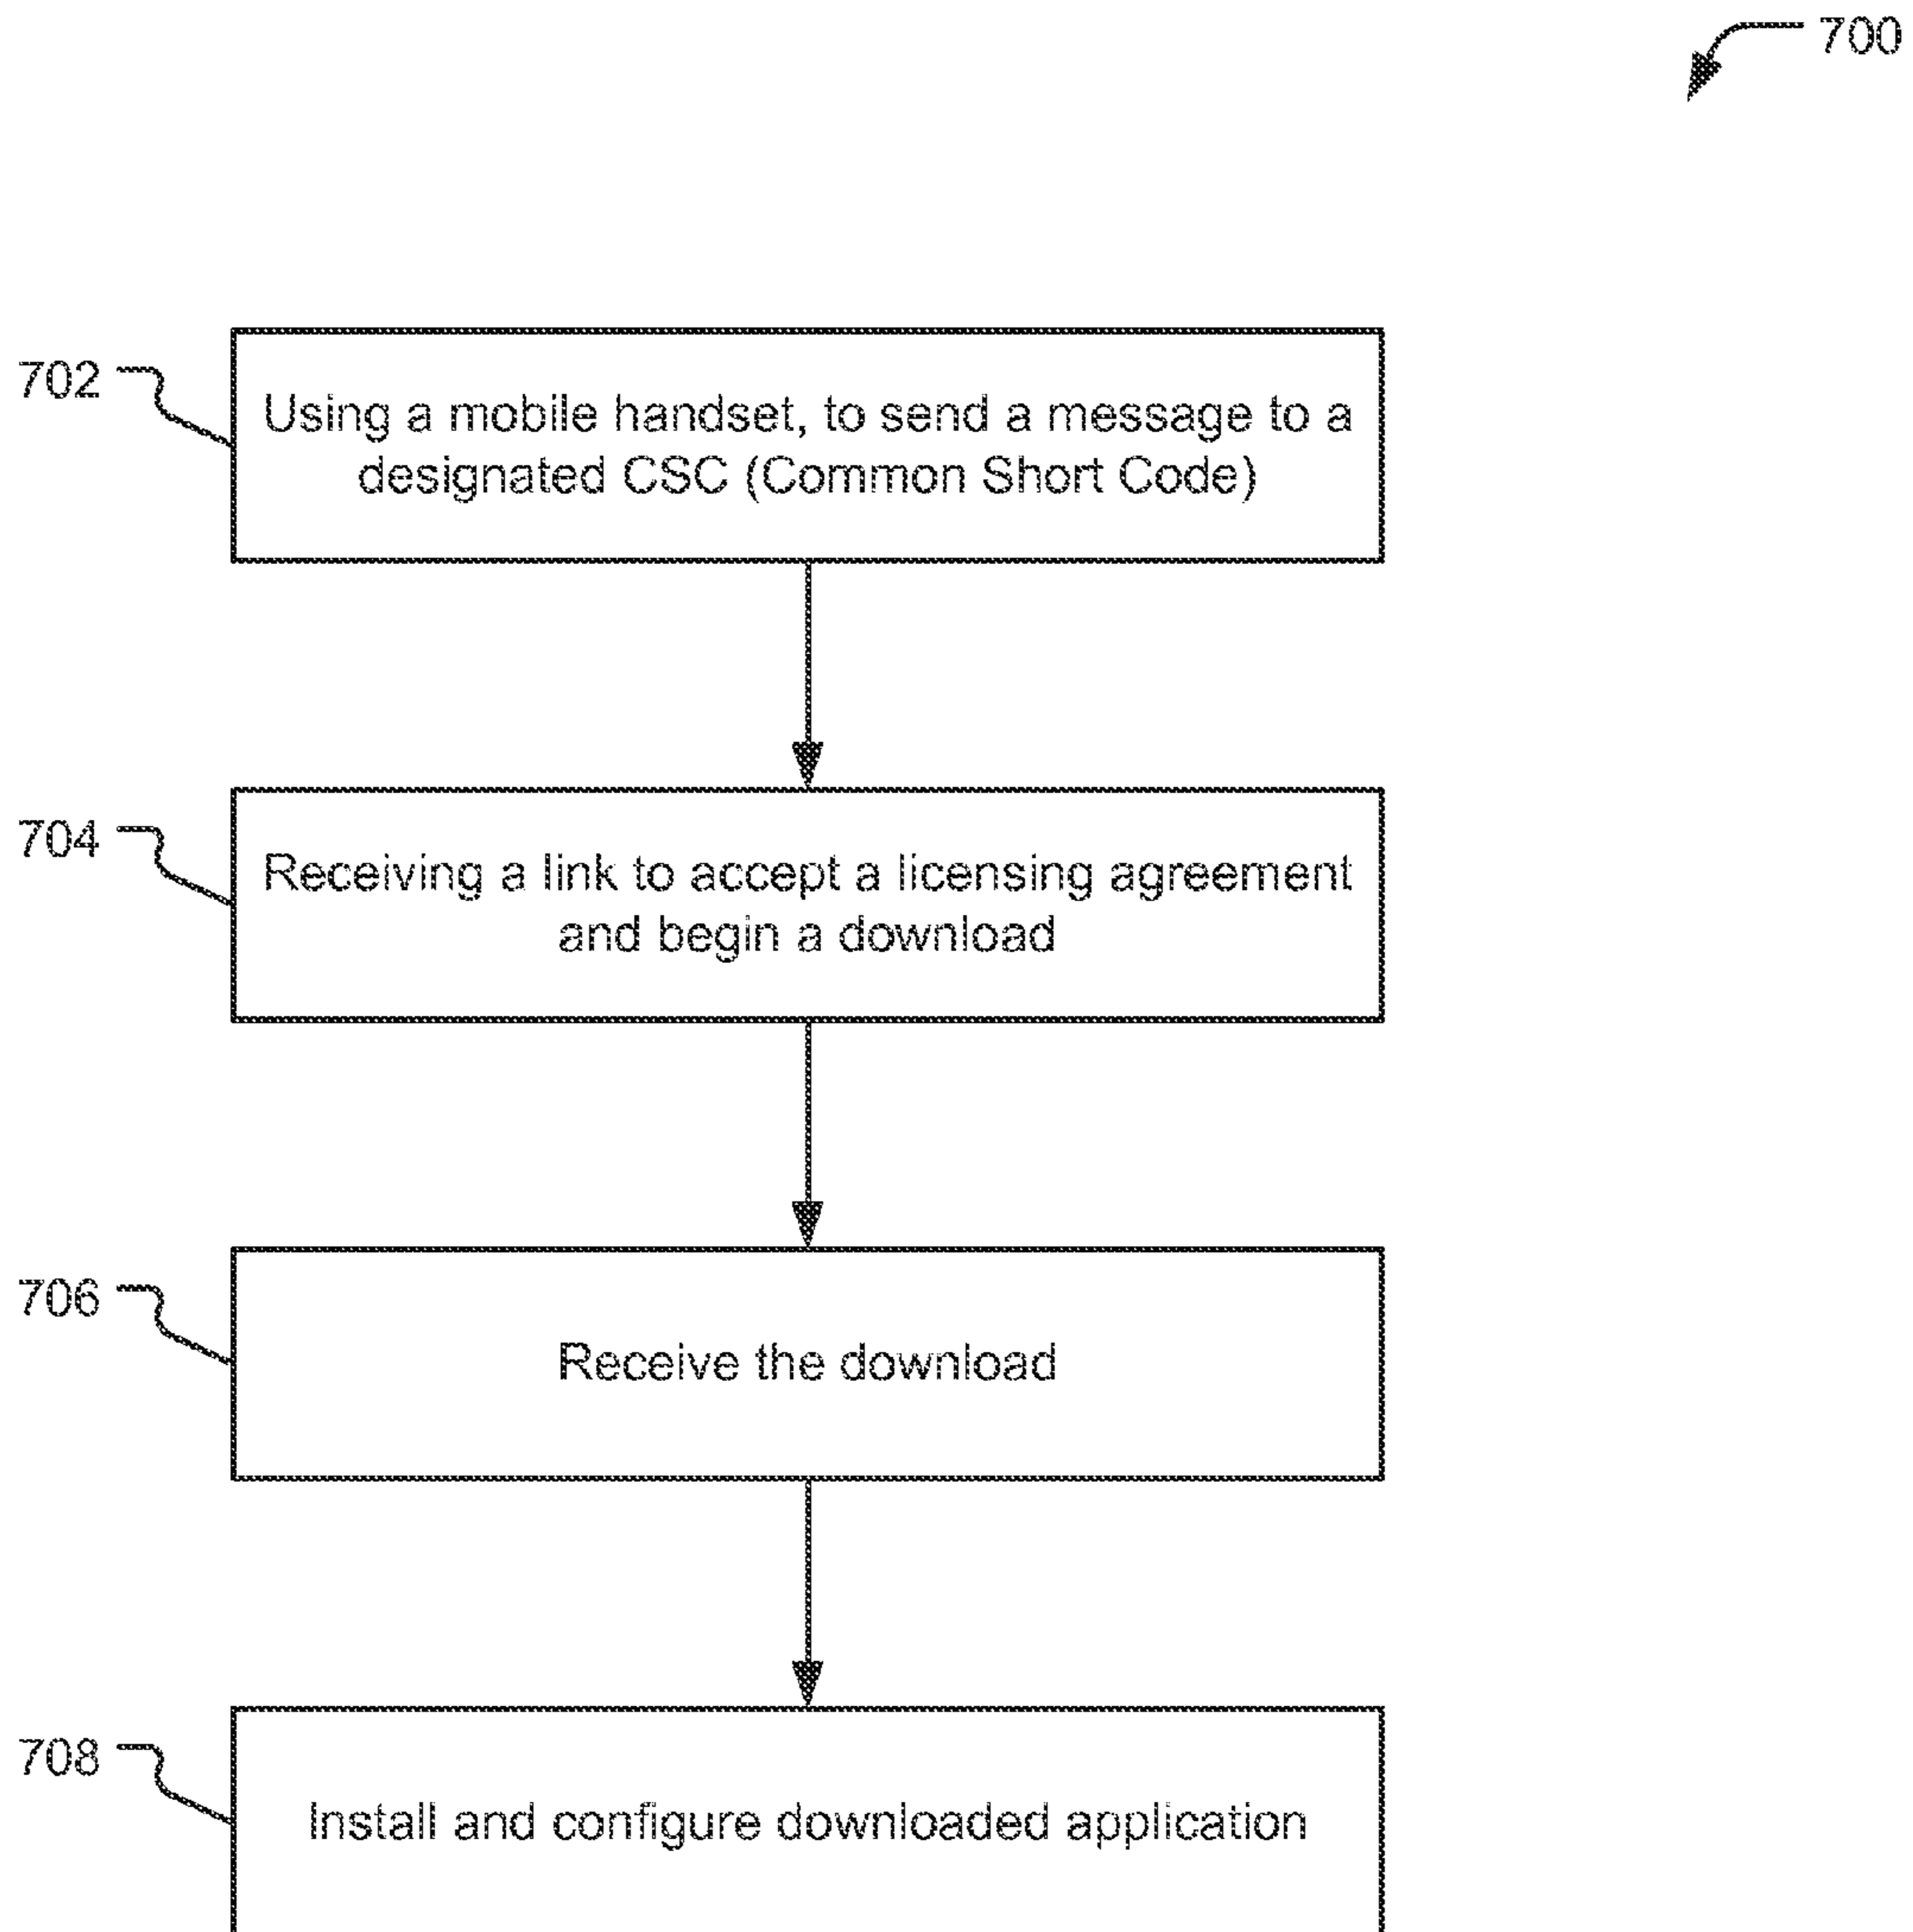 700
702
Using a mobile handset, to send a message to a
designated CSC (Common Short Code)
704
Receiving a link to accept a licensing agreement
and begin a download
706
Receive the download
708
Install and configure downloaded application